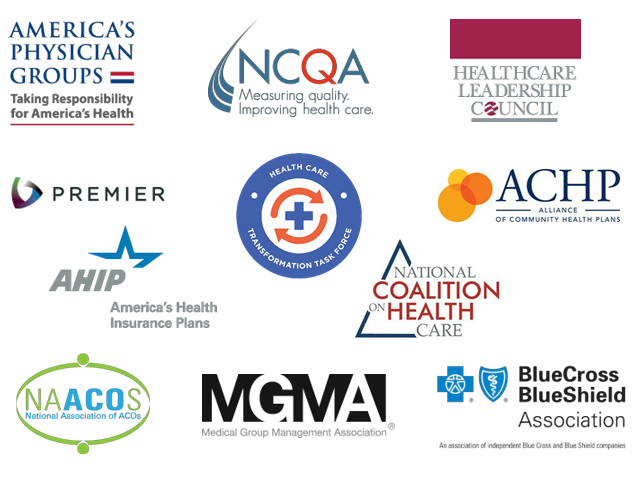 AMERICA'S
PHYSICIAN
GROUPS
Taking Responsibility
for America's Health
NCQA
Measuring quality.
Improving health care.
HEALTHCARE
LEADERSHIP
COUNCIL
PREMIER
HEALTH CARE
TRANSFORMATION TASK FORCE
ACHP
ALLIANCE
OF COMMUNITY HEALTH PLANS
AHIP
America's Health
Insurance Plans
NATIONAL
COALITION
ON HEALTH
CARE
NAACOS
National Association of ACOs
MGMA
Medical Group Management Association®
BlueCross
BlueShield
Association
An association of independent Blue Cross and Blue Shield companies